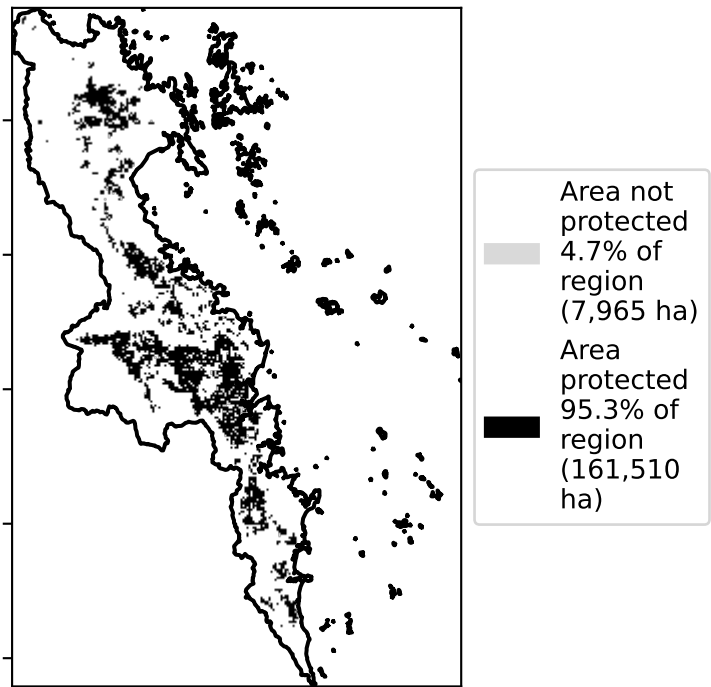 Area not
protected
4.7% of
region
(7,965 ha)
Area
protected
95.3% of
region
(161,510
ha)